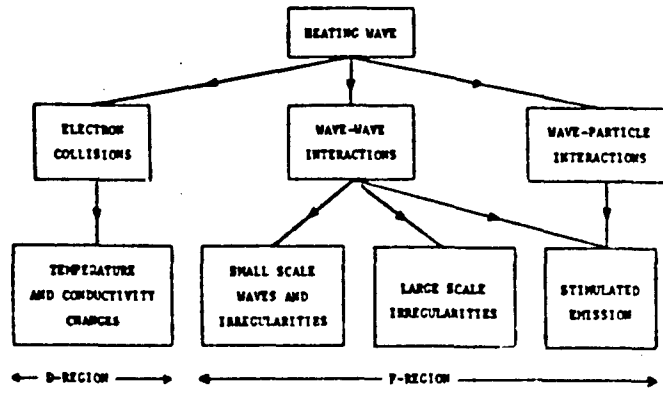 HEATING WAVE
ELECTRON
COLLISIONS
WAVE-WAVE
INTERACTIONS
WAVE-PARTICLE
INTERACTIONS
TEMPERATURE
AND CONDUCTIVITY
CHANGES
SMALL SCALE
WAVES AND
IRREGULARITIES
LARGE SCALE
IRREGULARITIES
STIMULATED
EMISSION
D-REGION
F-REGION